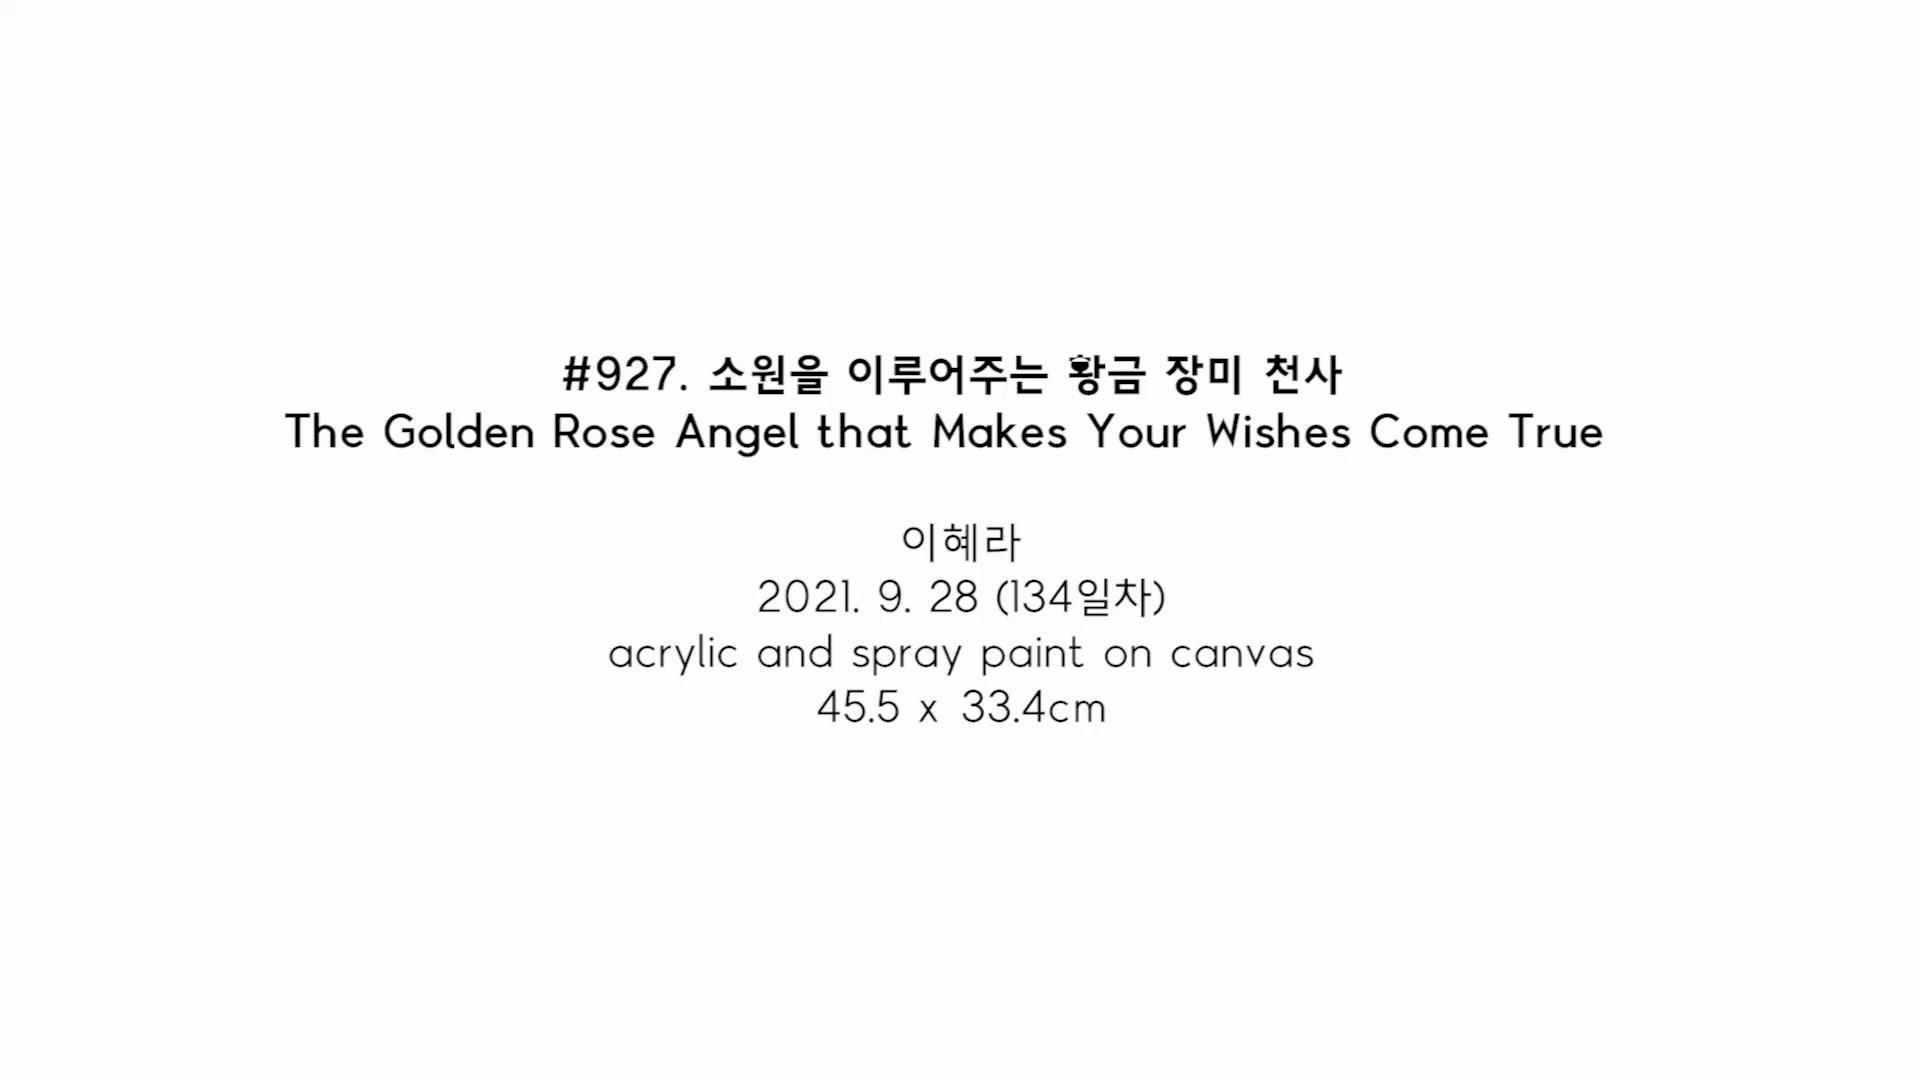 #927. 소원을 이루어주는 황금 장미 천사
The Golden Rose Angel that Makes Your Wishes Come True
이혜라
2021. 9. 28 (134일차)
acrylic and spray paint on canvas
45.5 x 33.4cm